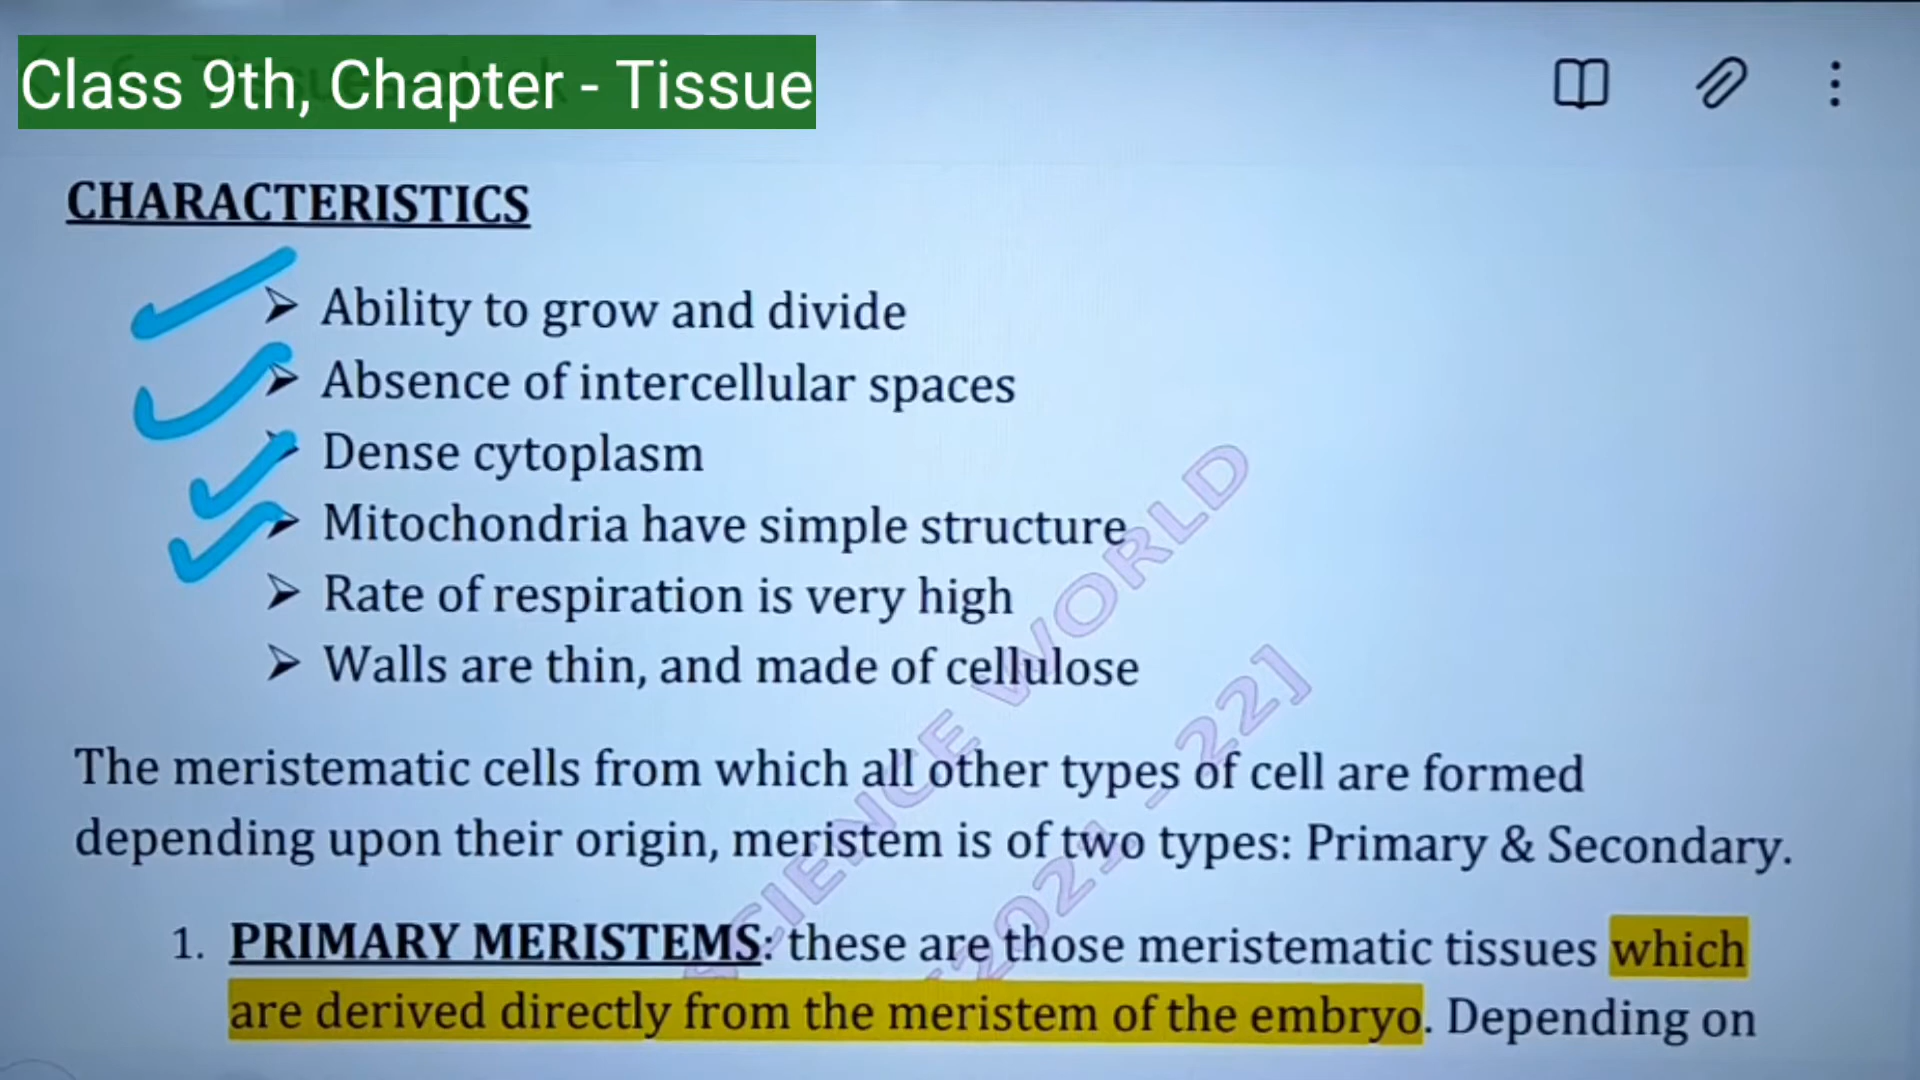 Class 9th, Chapter - Tissue
CHARACTERISTICS
➢ Ability to grow and divide
➢ Absence of intercellular spaces
➢ Dense cytoplasm
➢ Mitochondria have simple structure
➢ Rate of respiration is very high
➢ Walls are thin, and made of cellulose
SCIENCE WORLD
[2021_22]
The meristematic cells from which all other types of cell are formed
depending upon their origin, meristem is of two types: Primary & Secondary.
1. PRIMARY MERISTEMS: these are those meristematic tissues which
are derived directly from the meristem of the embryo. Depending on